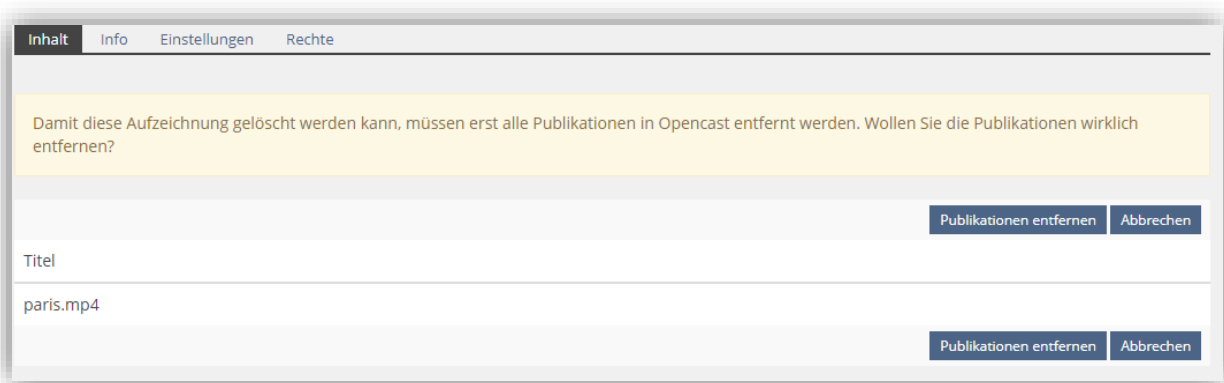 Inhalt Info Einstellungen Rechte
Damit diese Aufzeichnung gelöscht werden kann, müssen erst alle Publikationen in Opencast entfernt werden. Wollen Sie die Publikationen wirklich
entfernen?
Publikationen entfernen Abbrechen
Titel
paris.mp4
Publikationen entfernen Abbrechen